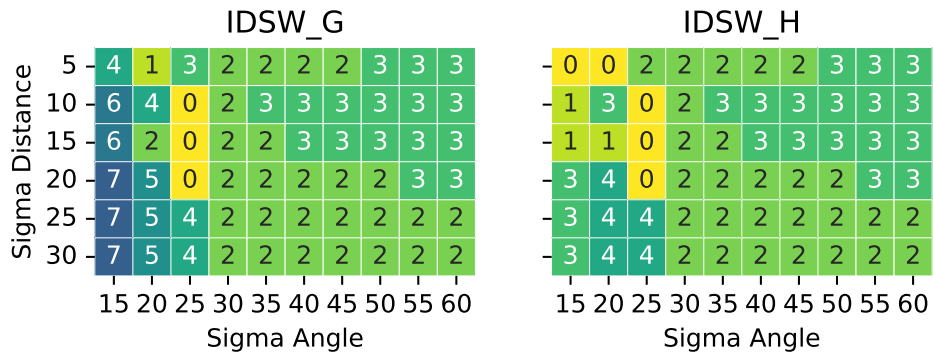 IDSW_G
IDSW_H
Sigma Distance
5 4 1 3 2 2 2 2 3 3 3
10 6 4 0 2 3 3 3 3 3 3
15 6 2 0 2 2 3 3 3 3 3
20 7 5 0 2 2 2 2 2 3 3
25 7 5 4 2 2 2 2 2 2 2
30 7 5 4 2 2 2 2 2 2 2
15 20 25 30 35 40 45 50 55 60
Sigma Angle
0 0 2 2 2 2 2 3 3 3
1 3 0 2 3 3 3 3 3 3
1 1 0 2 2 3 3 3 3 3
3 4 0 2 2 2 2 2 3 3
3 4 4 2 2 2 2 2 2 2
3 4 4 2 2 2 2 2 2 2
15 20 25 30 35 40 45 50 55 60
Sigma Angle